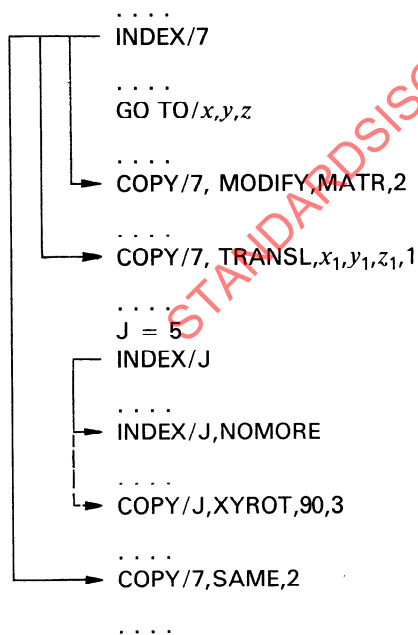 . . . .
INDEX/7
. . . .
GO TO/x,y,z
. . . .
COPY/7, MODIFY,MATR,2
. . . .
COPY/7, TRANSL,x₁,y₁,z₁,1
. . . .
J = 5
INDEX/J
. . . .
INDEX/J,NOMORE
. . . .
COPY/J,XYROT,90,3
. . . .
COPY/7,SAME,2
. . . .
STANDARDSISO